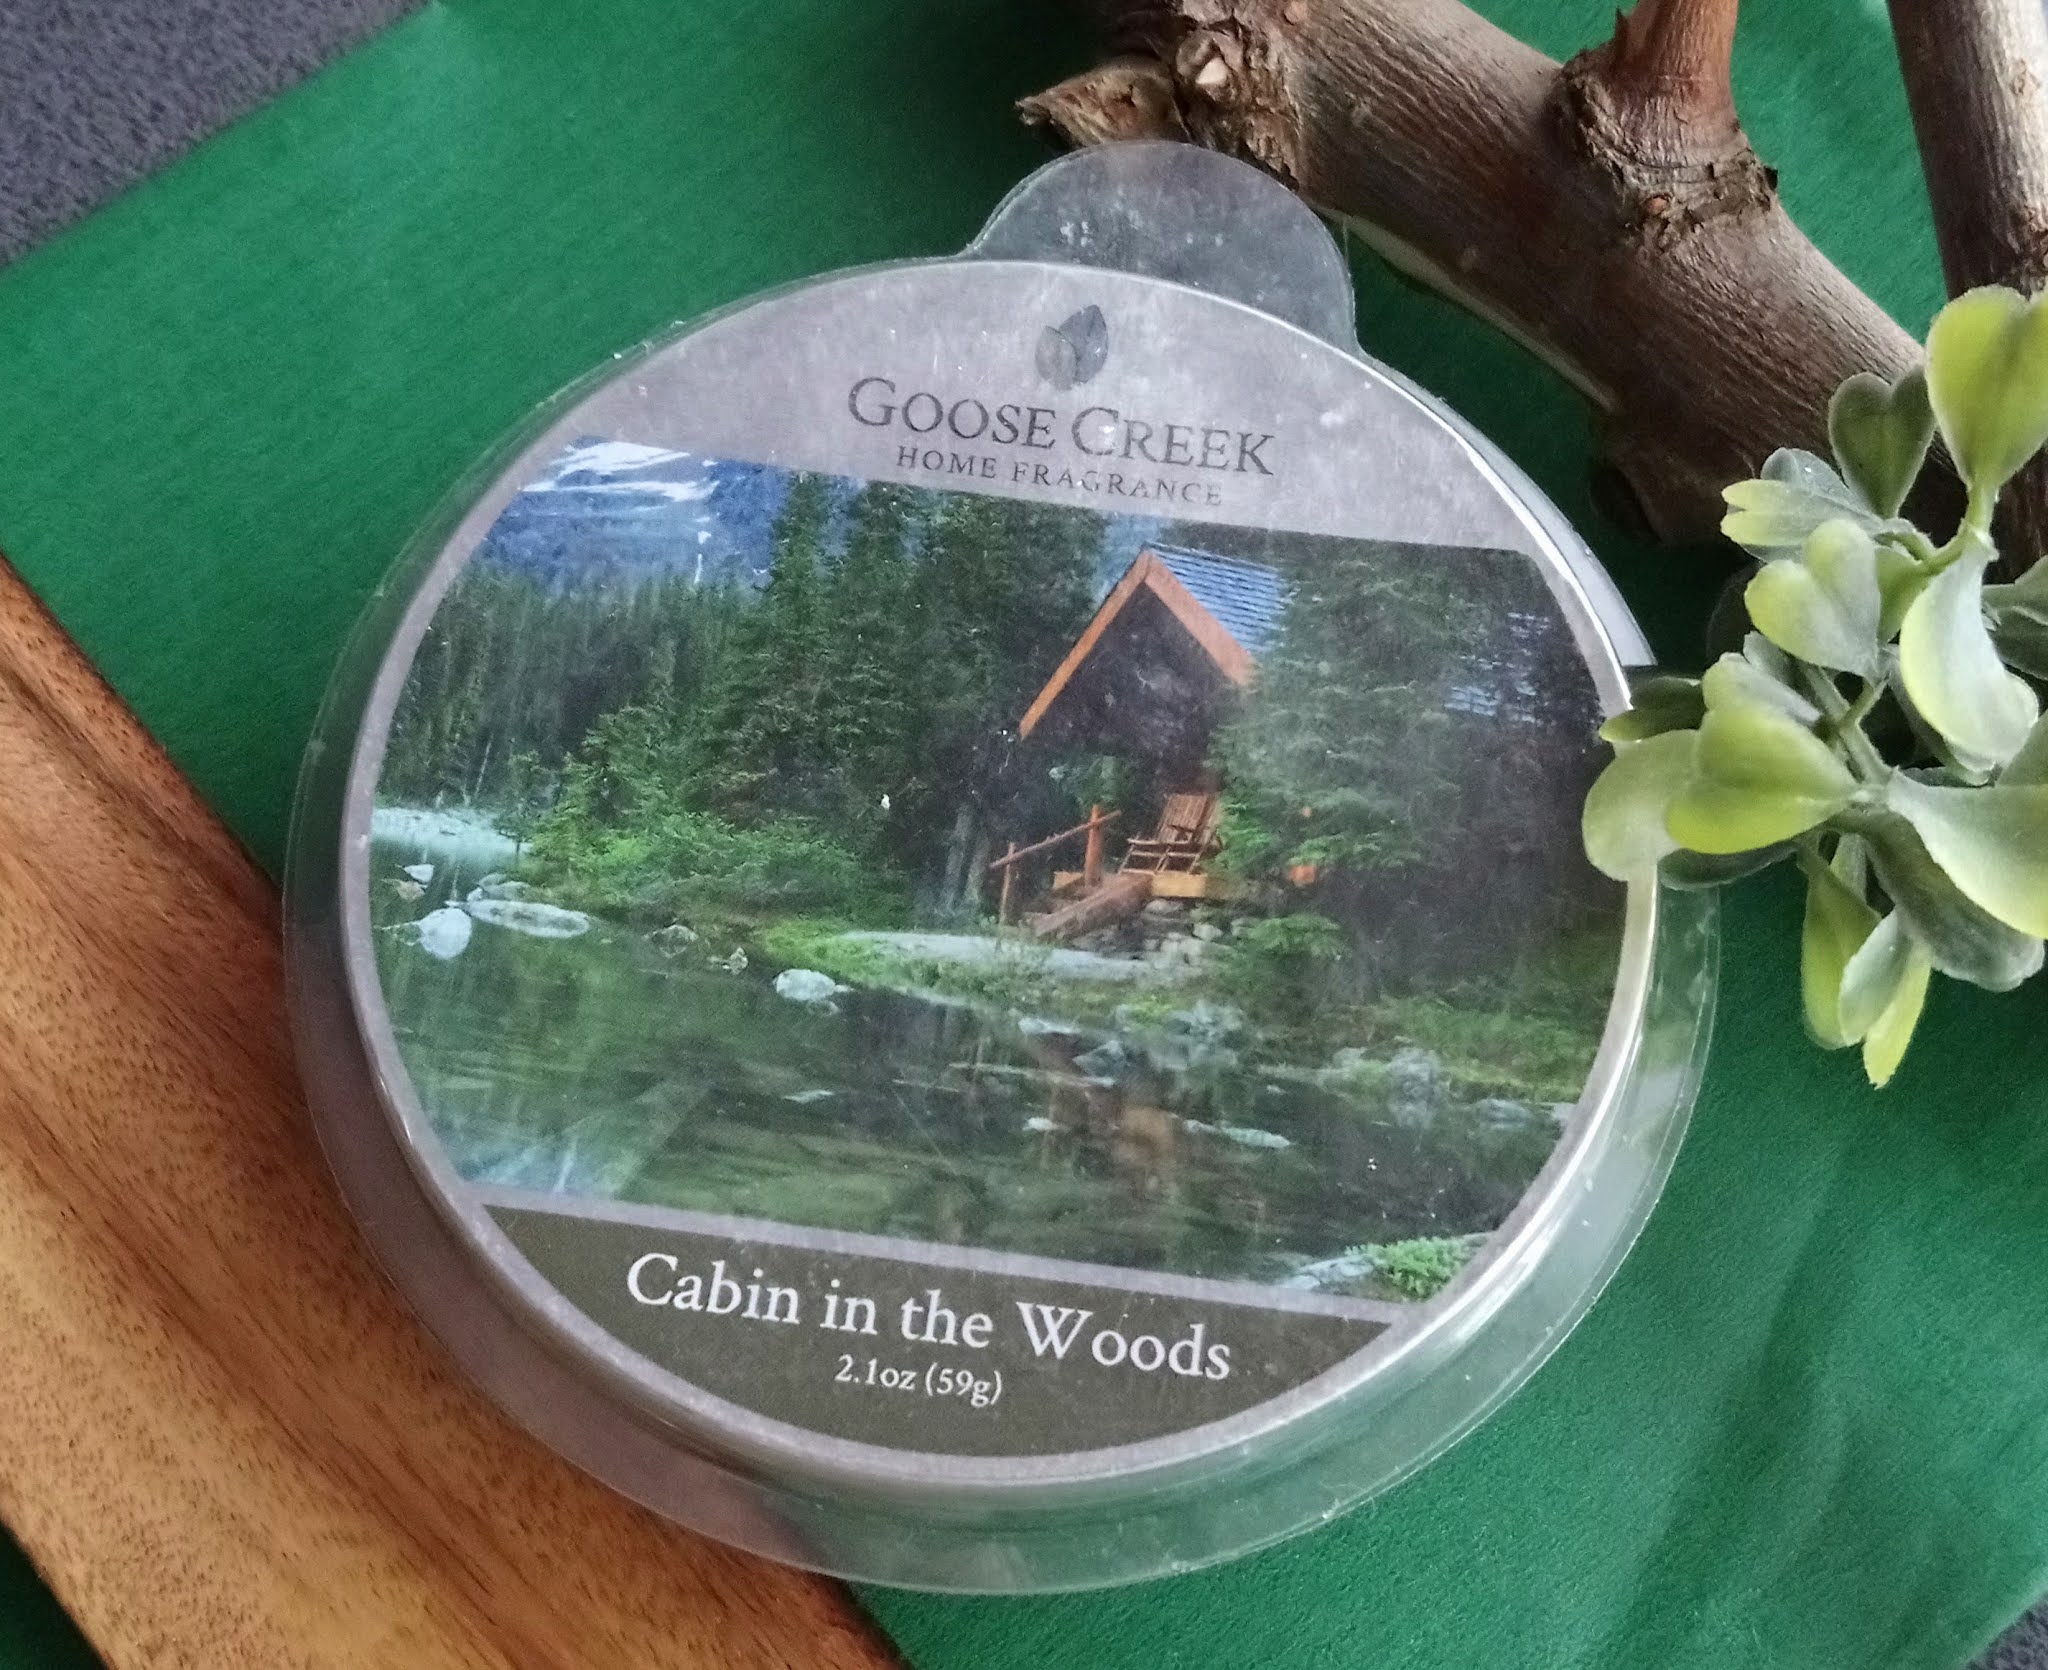 GOOSE CREEK
HOME FRAGRANCE
Cabin in the Woods
2.1oz (59g)